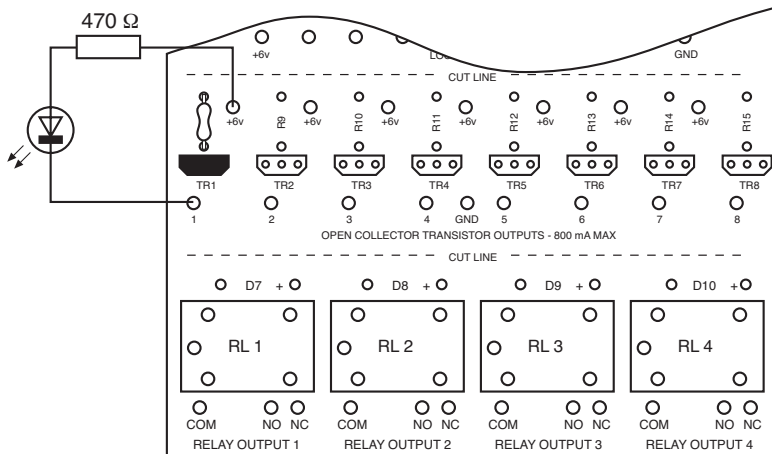 470 Ω
+6v GND
CUT LINE
+6v R9 +6v R10 +6v R11 +6v R12 +6v R13 +6v R14 +6v R15
TR1 TR2 TR3 TR4 TR5 TR6 TR7 TR8
1 2 3 4 GND 5 6 7 8
OPEN COLLECTOR TRANSISTOR OUTPUTS - 800 mA MAX
CUT LINE
D7 + D8 + D9 + D10 +
RL 1 RL 2 RL 3 RL 4
COM NO NC COM NO NC COM NO NC COM NO NC
RELAY OUTPUT 1 RELAY OUTPUT 2 RELAY OUTPUT 3 RELAY OUTPUT 4